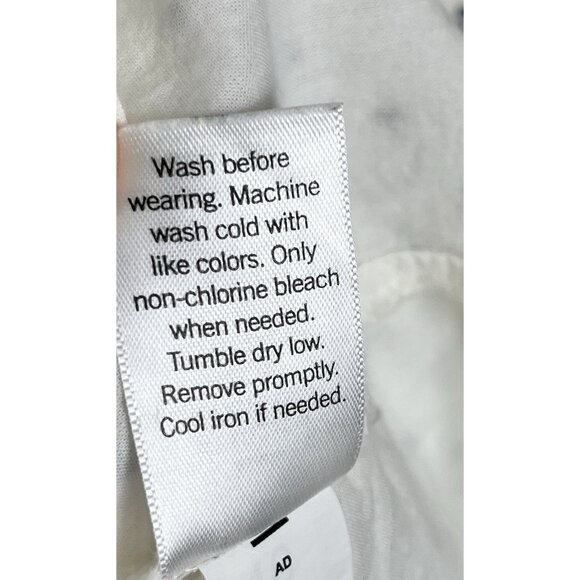 Wash before
wearing. Machine
wash cold with
like colors. Only
non-chlorine bleach
when needed.
Tumble dry low.
Remove promptly.
Cool iron if needed.
AD